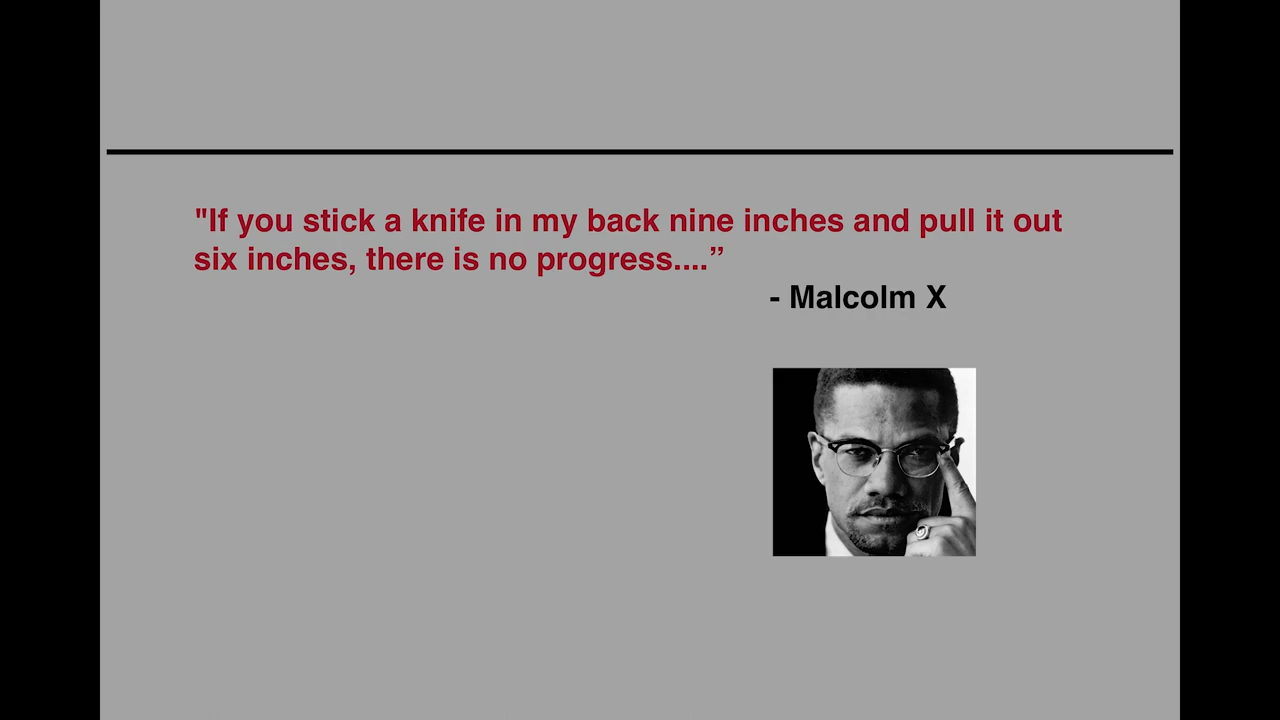 "If you stick a knife in my back nine inches and pull it out
six inches, there is no progress....”
- Malcolm X